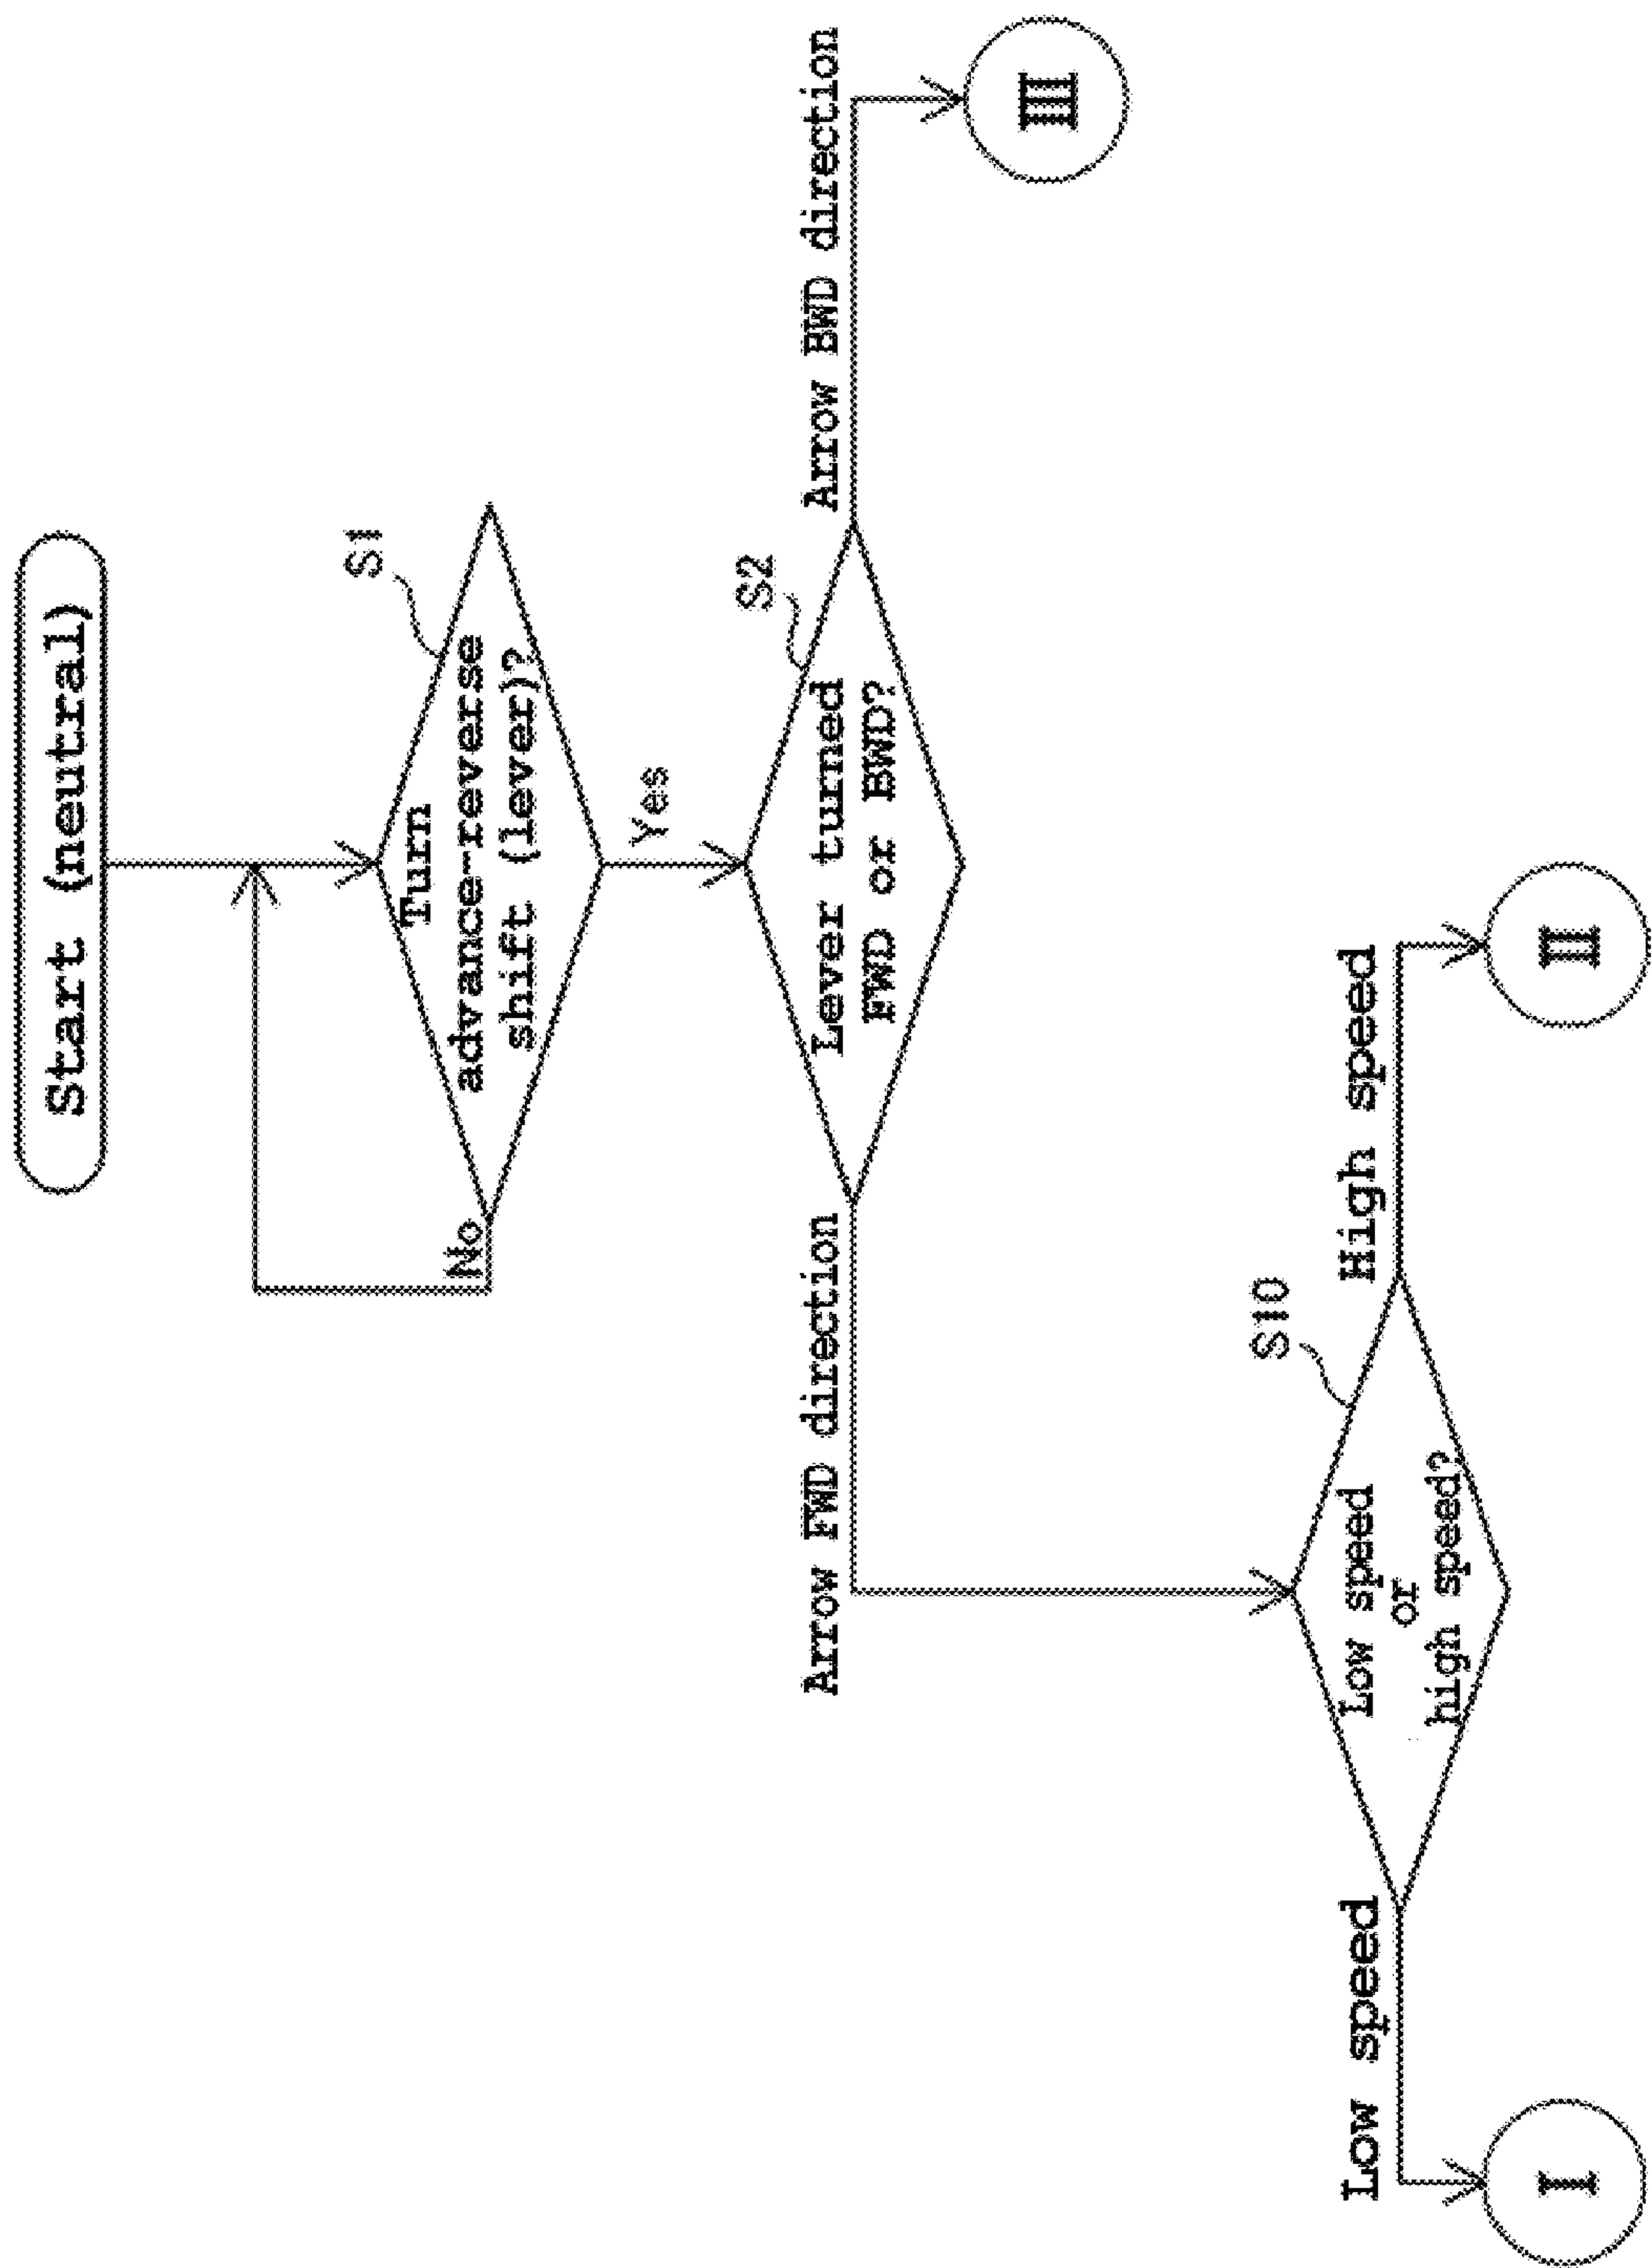 Start (neutral)
S1
Turn
advance-reverse
shift (lever)?
No
Yes
S2
Lever turned
FWD or BWD?
Arrow FWD direction
Arrow BWD direction
III
S10
Low speed
or
high speed?
Low speed
High speed
I
II